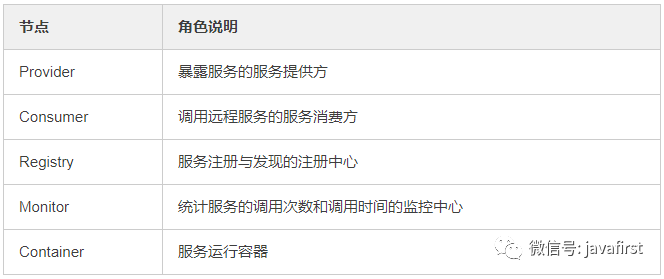 节点 角色说明
Provider 暴露服务的服务提供方
Consumer 调用远程服务的服务消费方
Registry 服务注册与发现的注册中心
Monitor 统计服务的调用次数和调用时间的监控中心
Container 服务运行容器
微信号: javafirst